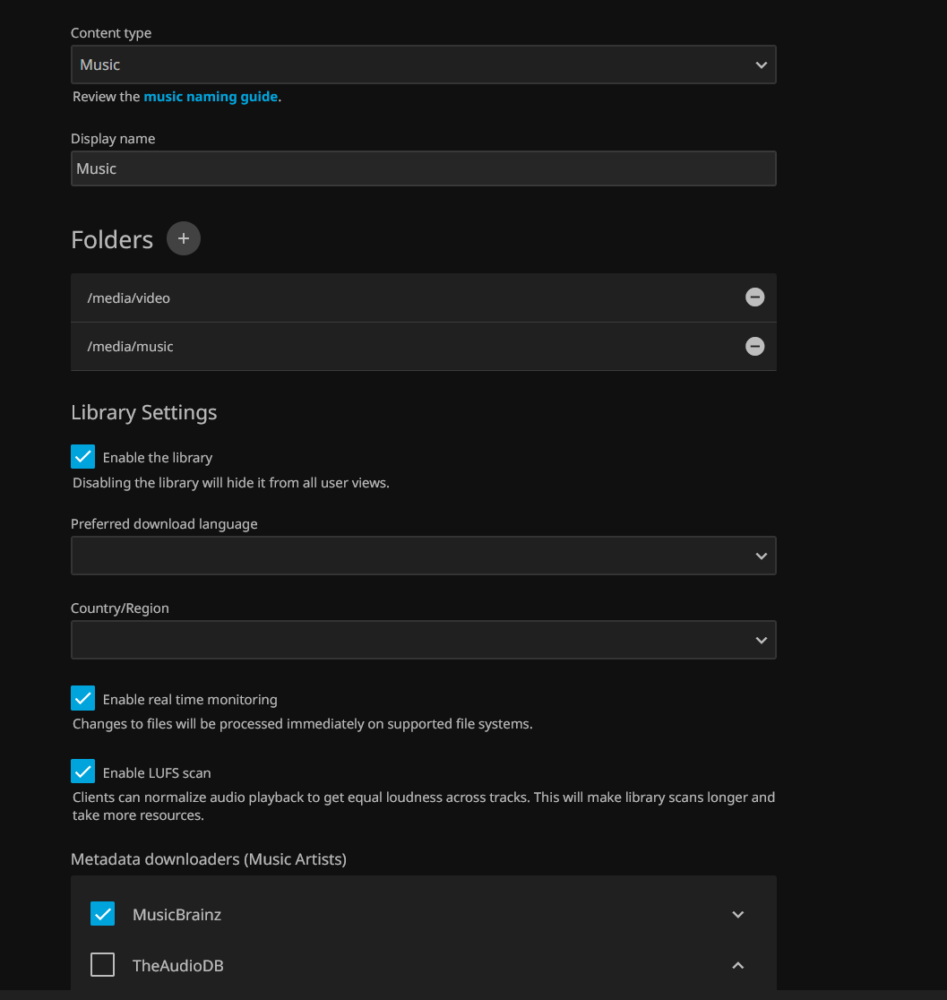 Content type
Music
Review the music naming guide.
Display name
Music
Folders
/media/video
/media/music
Library Settings
Enable the library
Disabling the library will hide it from all user views.
Preferred download language
Country/Region
Enable real time monitoring
Changes to files will be processed immediately on supported file systems.
Enable LUFS scan
Clients can normalize audio playback to get equal loudness across tracks. This will make library scans longer and
take more resources.
Metadata downloaders (Music Artists)
MusicBrainz
TheAudioDB